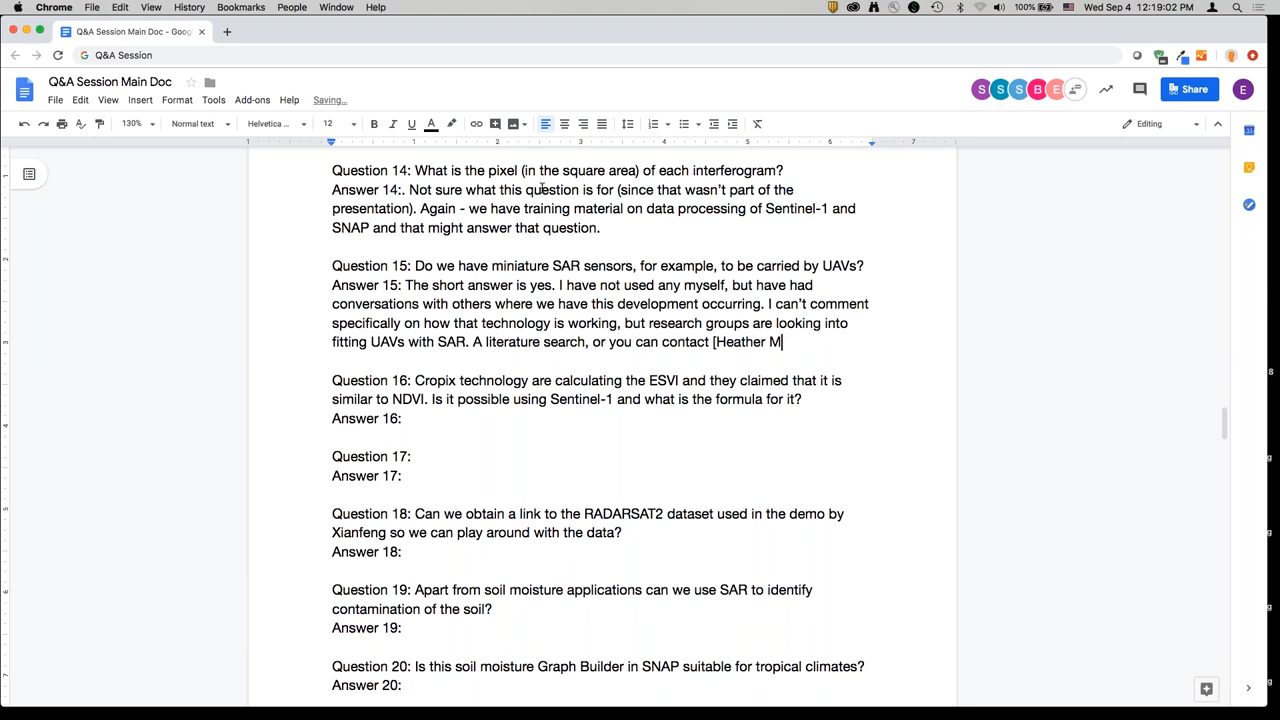 Chrome File Edit View History Bookmarks People Window Help 100% Wed Sep 4 12:19:02 PM
Q&A Session Main Doc - Goog
Q&A Session
Q&A Session Main Doc
File Edit View Insert Format Tools Add-ons Help Saving...
S S S B E Share E
130% Normal text Helvetica ... 12 B I U A Editing
1 1 2 3 4 5 6 7
Question 14: What is the pixel (in the square area) of each interferogram?
Answer 14:. Not sure what this question is for (since that wasn't part of the
presentation). Again - we have training material on data processing of Sentinel-1 and
SNAP and that might answer that question.
Question 15: Do we have miniature SAR sensors, for example, to be carried by UAVs?
Answer 15: The short answer is yes. I have not used any myself, but have had
conversations with others where we have this development occurring. I can't comment
specifically on how that technology is working, but research groups are looking into
fitting UAVs with SAR. A literature search, or you can contact [Heather M
Question 16: Cropix technology are calculating the ESVI and they claimed that it is
similar to NDVI. Is it possible using Sentinel-1 and what is the formula for it?
Answer 16:
Question 17:
Answer 17:
Question 18: Can we obtain a link to the RADARSAT2 dataset used in the demo by
Xianfeng so we can play around with the data?
Answer 18:
Question 19: Apart from soil moisture applications can we use SAR to identify
contamination of the soil?
Answer 19:
Question 20: Is this soil moisture Graph Builder in SNAP suitable for tropical climates?
Answer 20: